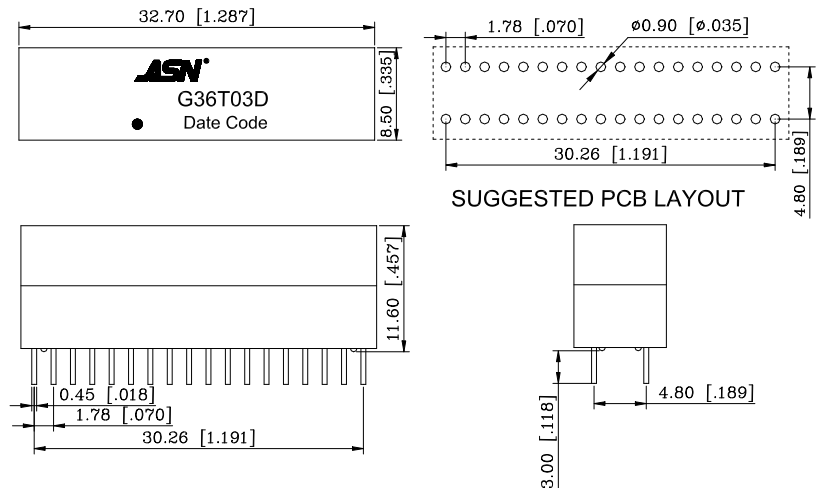 32.70 [1.287]
ASN
G36T03D
Date Code
8.50 [.335]
1.78 [.070]
ø0.90 [ø.035]
30.26 [1.191]
4.80 [.189]
SUGGESTED PCB LAYOUT
11.60 [.457]
0.45 [.018]
1.78 [.070]
30.26 [1.191]
3.00 [.118]
4.80 [.189]